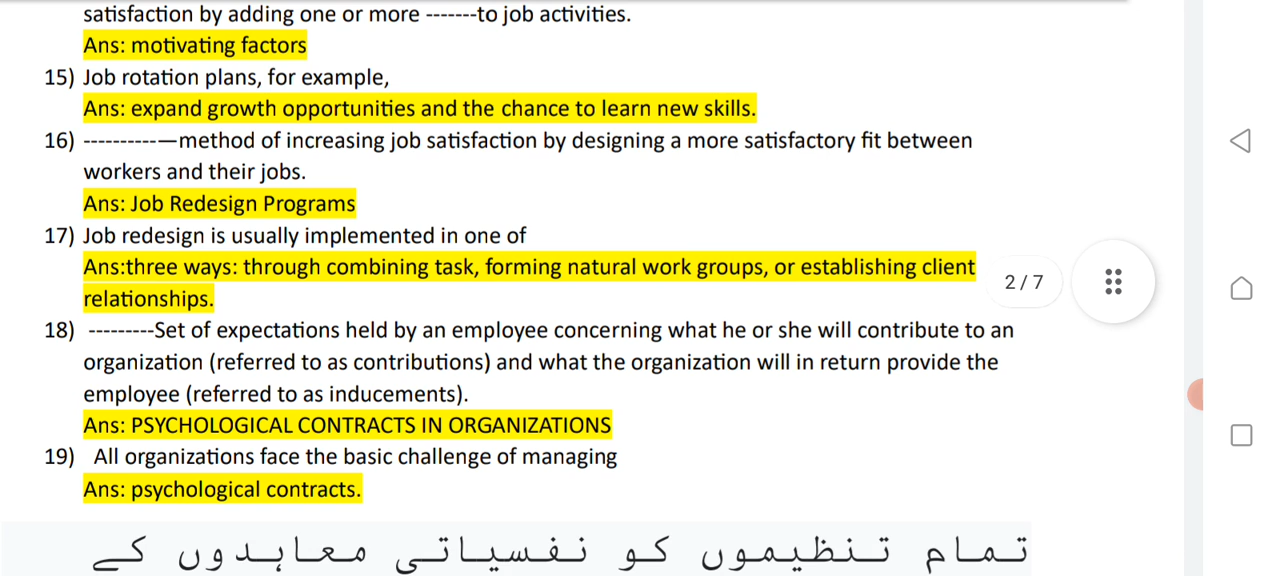 satisfaction by adding one or more -------to job activities.
Ans: motivating factors
15) Job rotation plans, for example,
Ans: expand growth opportunities and the chance to learn new skills.
16) ----------—method of increasing job satisfaction by designing a more satisfactory fit between
workers and their jobs.
Ans: Job Redesign Programs
17) Job redesign is usually implemented in one of
Ans:three ways: through combining task, forming natural work groups, or establishing client
relationships.
2 / 7
18) ---------Set of expectations held by an employee concerning what he or she will contribute to an
organization (referred to as contributions) and what the organization will in return provide the
employee (referred to as inducements).
Ans: PSYCHOLOGICAL CONTRACTS IN ORGANIZATIONS
19) All organizations face the basic challenge of managing
Ans: psychological contracts.
تمام تنظیموں کو نفسیاتی معاہدوں کے